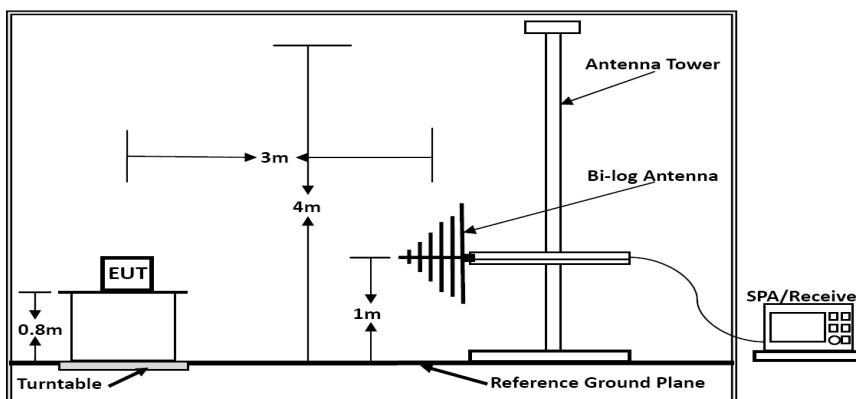 Antenna Tower
3m
Bi-log Antenna
4m
EUT
SPA/Receive
0.8m
1m
Turntable
Reference Ground Plane